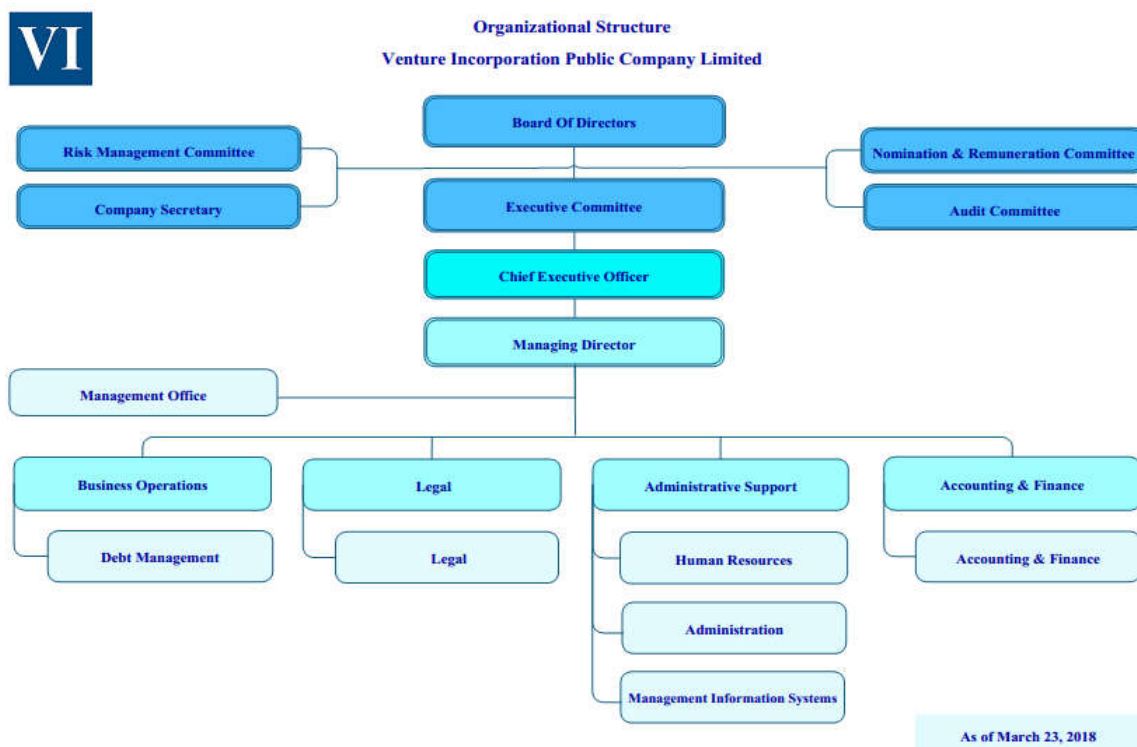 VI
Organizational Structure
Venture Incorporation Public Company Limited
Board Of Directors
Risk Management Committee
Nomination & Remuneration Committee
Company Secretary
Executive Committee
Audit Committee
Chief Executive Officer
Managing Director
Management Office
Business Operations
Legal
Administrative Support
Accounting & Finance
Debt Management
Legal
Human Resources
Accounting & Finance
Administration
Management Information Systems
As of March 23, 2018